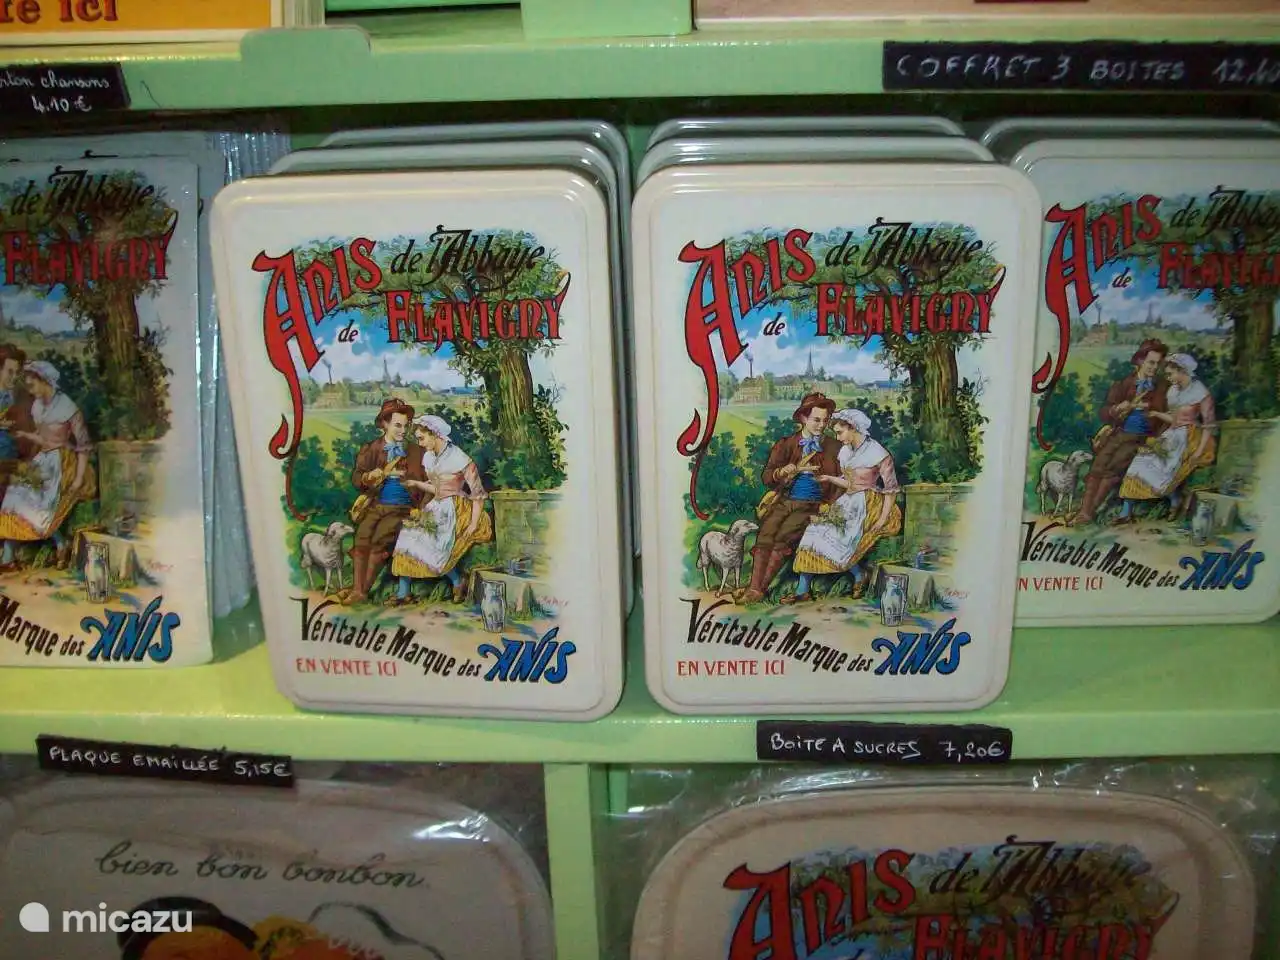 ici
chansons
4.10 €
COFFRET 3 BOITES
de l'Abbaye
FLAVIGNY
Marque des ANIS
ANIS de l'Abbaye
de FLAVIGNY
Véritable Marque des ANIS
EN VENTE ICI
ANIS de l'Abbaye
de FLAVIGNY
Véritable Marque des ANIS
EN VENTE ICI
ANIS de
de
Véritable Marque des ANIS
EN VENTE ICI
PLAQUE EMAILLÉE 5,15€
BOITE A SUCRES 7,20€
bien bon bonbon
ANIS de l'Abbaye
FLAVIGNY
micazu